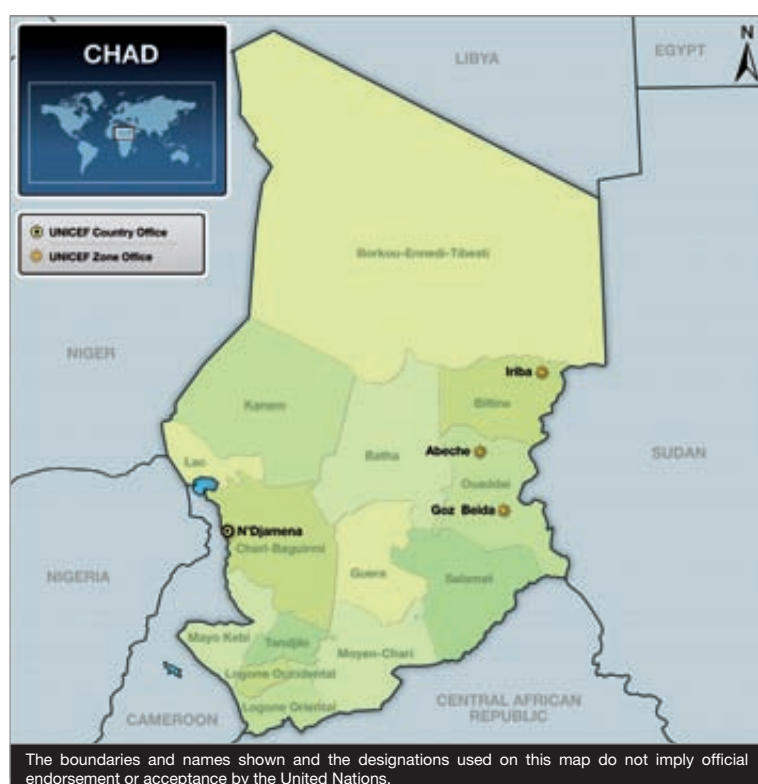 CHAD
LIBYA
EGYPT
N
UNICEF Country Office
UNICEF Zone Office
Borkou-Ennedi-Tibesti
NIGER
Iriba
Biltine
Kanem
Batha
Abeche
SUDAN
Lac
Ouaddai
Goz Beida
N'Djamena
Chari-Baguirmi
Guera
Salamat
NIGERIA
Mayo Kebi
Tandjile
Moyen-Chari
Logone Occidental
Logone Oriental
CAMEROON
CENTRAL AFRICAN
REPUBLIC
The boundaries and names shown and the designations used on this map do not imply official
endorsement or acceptance by the United Nations.